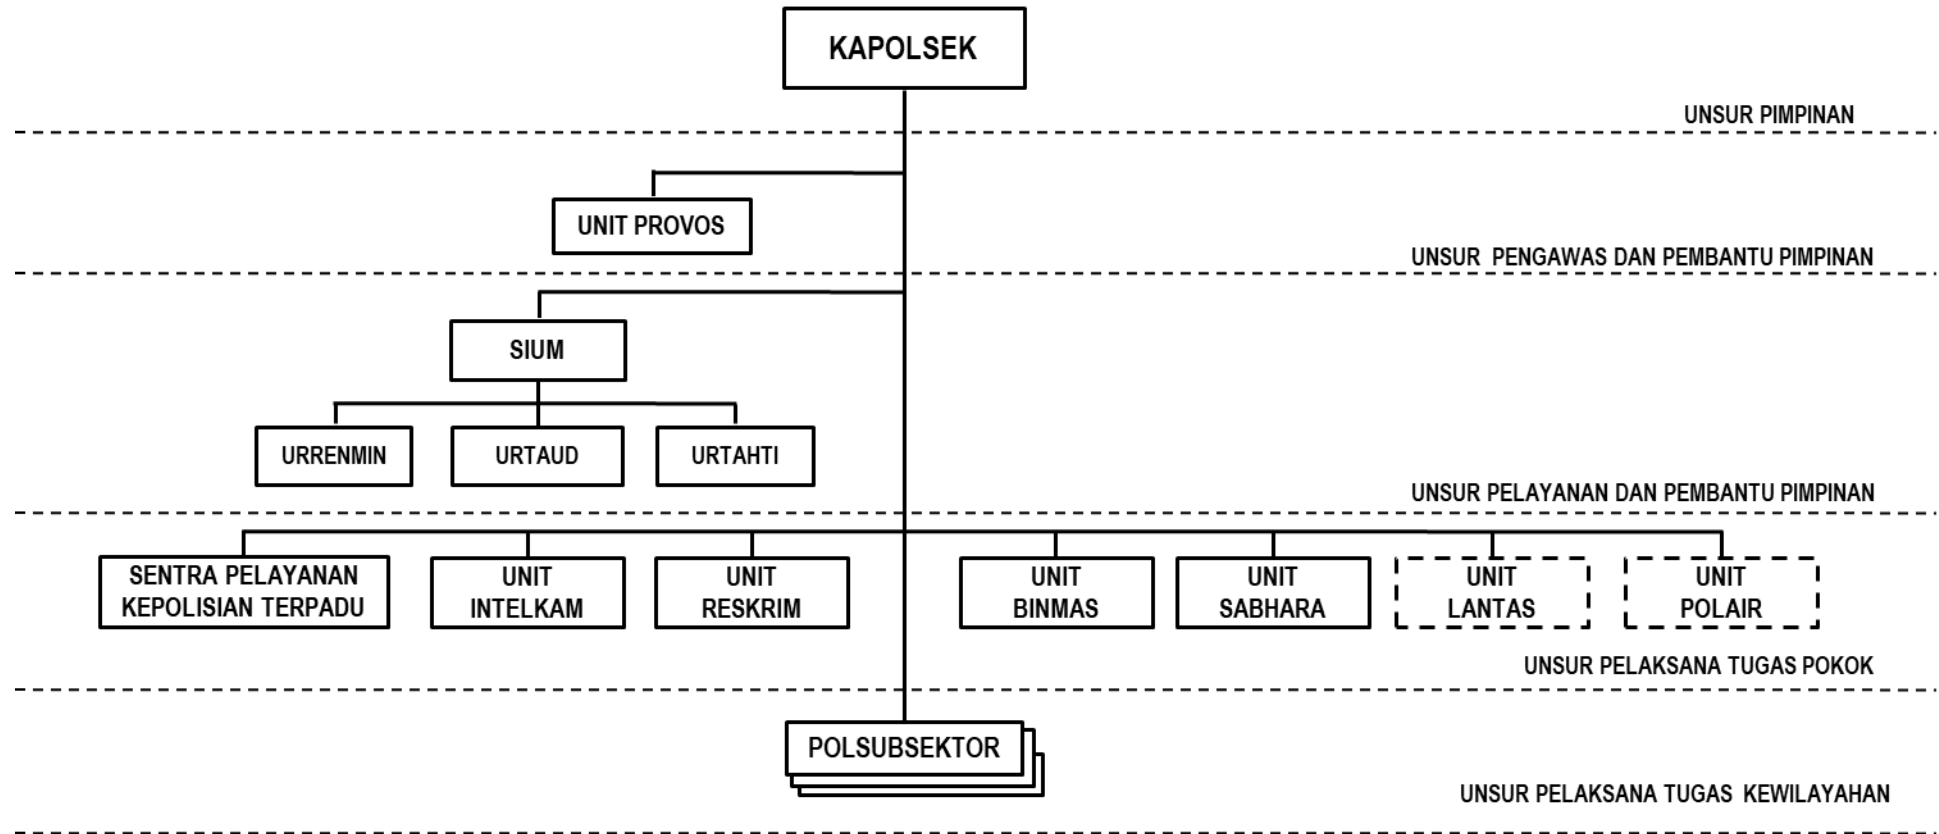 KAPOLSEK
UNSUR PIMPINAN
UNIT PROVOS
UNSUR PENGAWAS DAN PEMBANTU PIMPINAN
SIUM
URRENMIN
URTAUD
URTAHTI
UNSUR PELAYANAN DAN PEMBANTU PIMPINAN
SENTRA PELAYANAN
KEPOLISIAN TERPADU
UNIT
INTELKAM
UNIT
RESKRIM
UNIT
BINMAS
UNIT
SABHARA
UNIT
LANTAS
UNIT
POLAIR
UNSUR PELAKSANA TUGAS POKOK
POLSUBSEKTOR
UNSUR PELAKSANA TUGAS KEWILAYAHAN